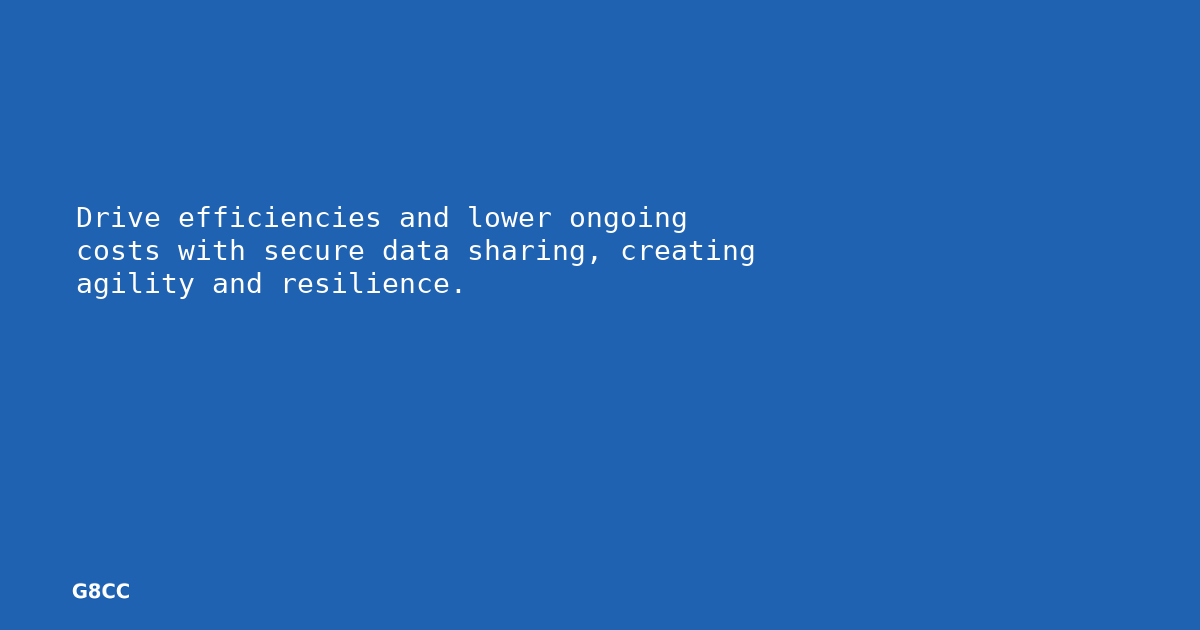 Drive efficiencies and lower ongoing
costs with secure data sharing, creating
agility and resilience.
G8CC